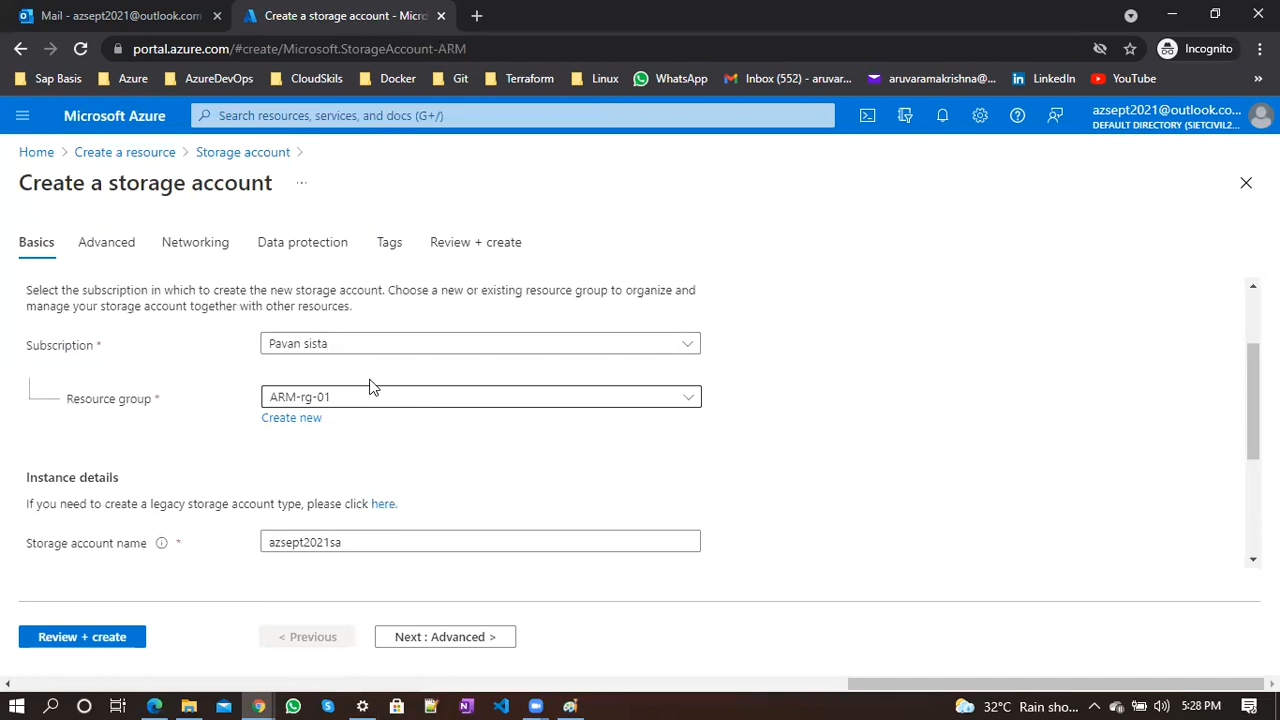 Mail - azsept2021@outlook.com
Create a storage account - Micro
portal.azure.com/#create/Microsoft.StorageAccount-ARM
Incognito
Sap Basis
Azure
AzureDevOps
CloudSkils
Docker
Git
Terraform
Linux
WhatsApp
Inbox (552) - aruvar...
aruvaramakrishna@...
LinkedIn
YouTube
»
Microsoft Azure
Search resources, services, and docs (G+/)
azsept2021@outlook.co...
DEFAULT DIRECTORY (SIETCIVIL2...
Home > Create a resource > Storage account >
Create a storage account ...
Basics
Advanced
Networking
Data protection
Tags
Review + create
Select the subscription in which to create the new storage account. Choose a new or existing resource group to organize and
manage your storage account together with other resources.
Subscription *
Pavan sista
Resource group *
ARM-rg-01
Create new
Instance details
If you need to create a legacy storage account type, please click here.
Storage account name *
azsept2021sa
Review + create
< Previous
Next : Advanced >
32°C Rain sho...
5:28 PM